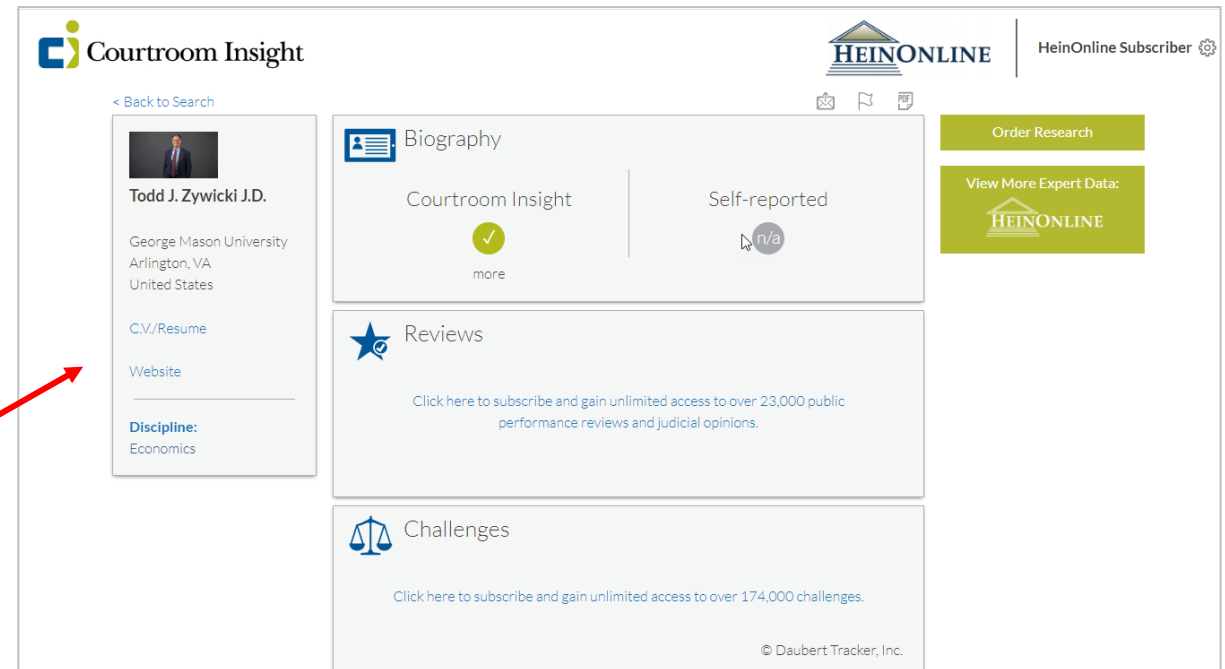 Courtroom Insight
HEINONLINE
HeinOnline Subscriber
< Back to Search
PDF
Todd J. Zywicki J.D.
George Mason University
Arlington, VA
United States
C.V./Resume
Website
Discipline:
Economics
Biography
Courtroom Insight
more
Self-reported
n/a
Reviews
Click here to subscribe and gain unlimited access to over 23,000 public
performance reviews and judicial opinions.
Challenges
Click here to subscribe and gain unlimited access to over 174,000 challenges.
© Daubert Tracker, Inc.
Order Research
View More Expert Data:
HEINONLINE